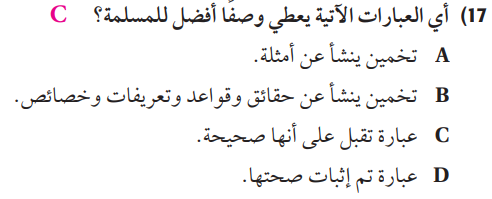 17) أي العبارات الآتية يعطي وصفًا أفضل للمسلمة؟ C
A تخمين ينشأ عن أمثلة.
B تخمين ينشأ عن حقائق وقواعد وتعريفات وخصائص.
C عبارة تقبل على أنها صحيحة.
D عبارة تم إثبات صحتها.